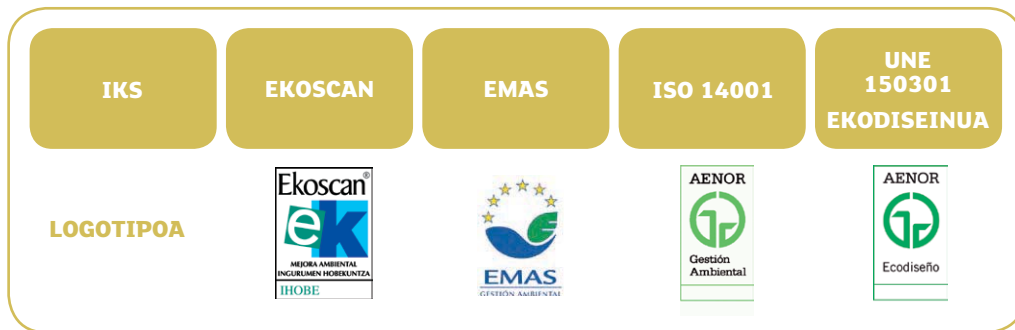 IKS
EKOSCAN
EMAS
ISO 14001
UNE
150301
EKODISEINUA
LOGOTIPOA
Ekoscan®
ek
MEJORA AMBIENTAL
INGURUMEN HOBEKUNTZA
IHOBE
EMAS
GESTIÓN AMBIENTAL
AENOR
Gestión
Ambiental
AENOR
Ecodiseño